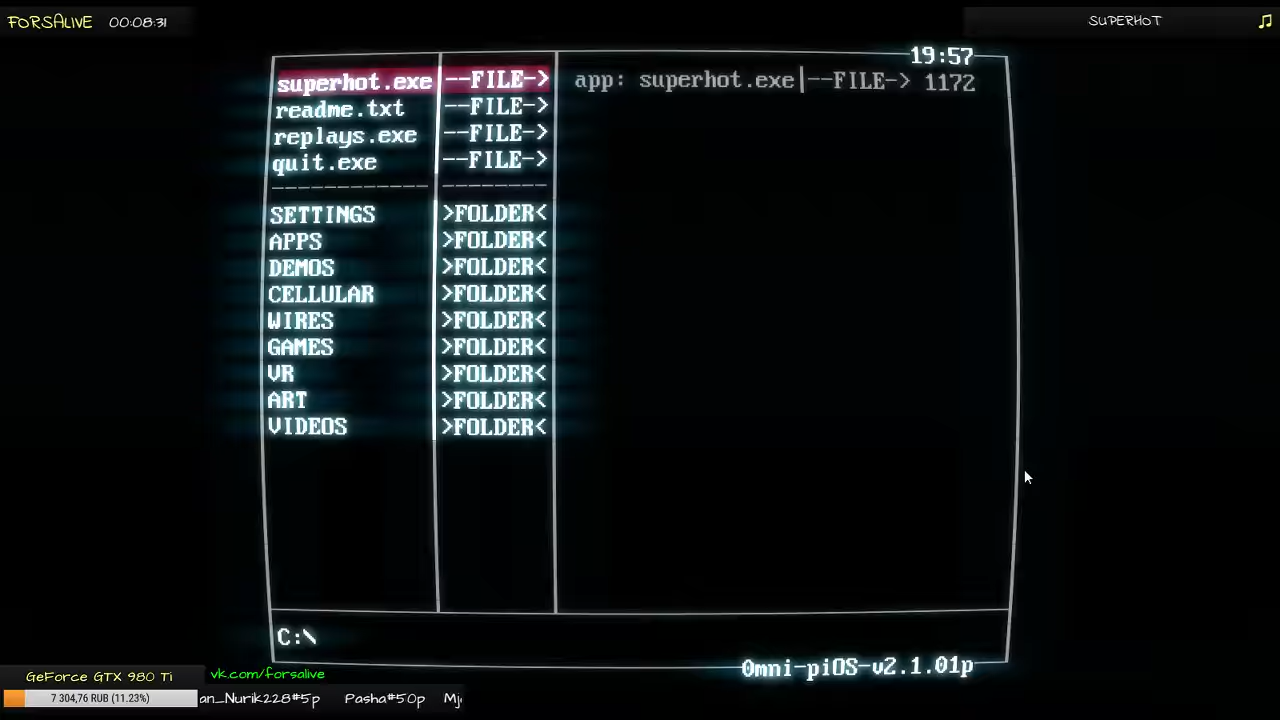 FORSALIVE 00:08:31
SUPERHOT
19:57
superhot.exe --FILE-> app: superhot.exe|--FILE-> 1172
readme.txt --FILE->
replays.exe --FILE->
quit.exe --FILE->
SETTINGS >FOLDER<
APPS >FOLDER<
DEMOS >FOLDER<
CELLULAR >FOLDER<
WIRES >FOLDER<
GAMES >FOLDER<
VR >FOLDER<
ART >FOLDER<
VIDEOS >FOLDER<
C:\
Omni-piOS-v2.1.01p
GeForce GTX 980 Ti vk.com/forsalive
7 304,76 RUB (11.23%) an_Nurik228#5p Pasha#50p